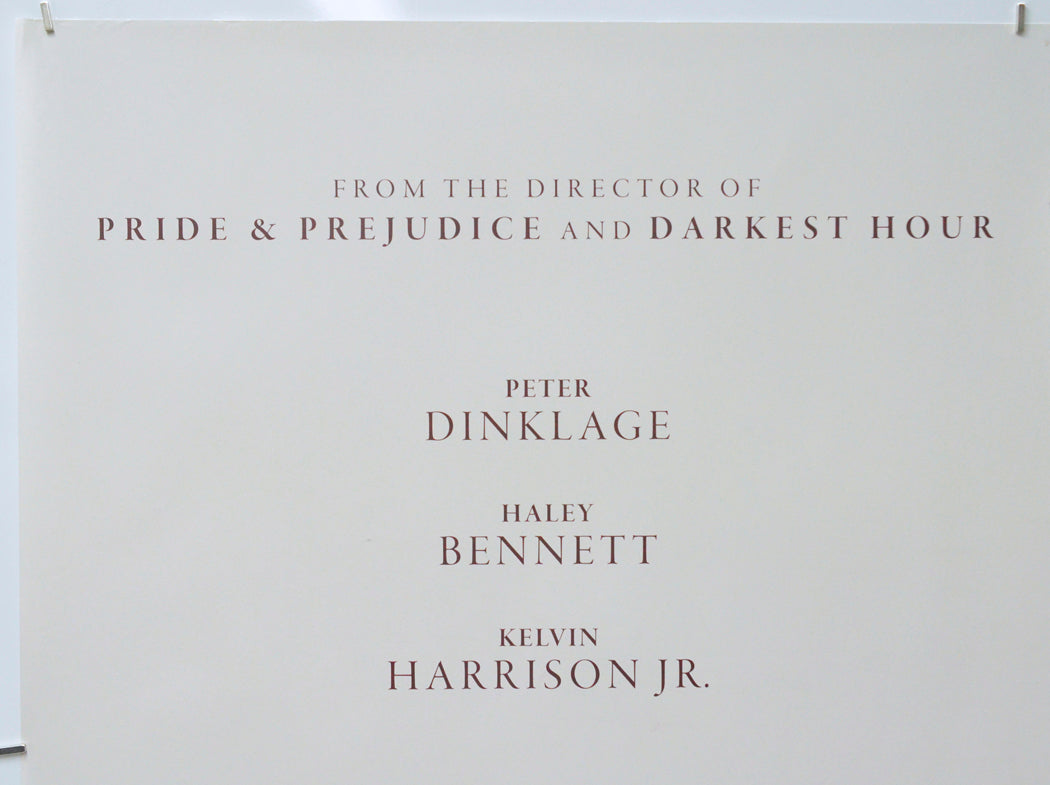 FROM THE DIRECTOR OF
PRIDE & PREJUDICE AND DARKEST HOUR
PETER
DINKLAGE
HALEY
BENNETT
KELVIN
HARRISON JR.